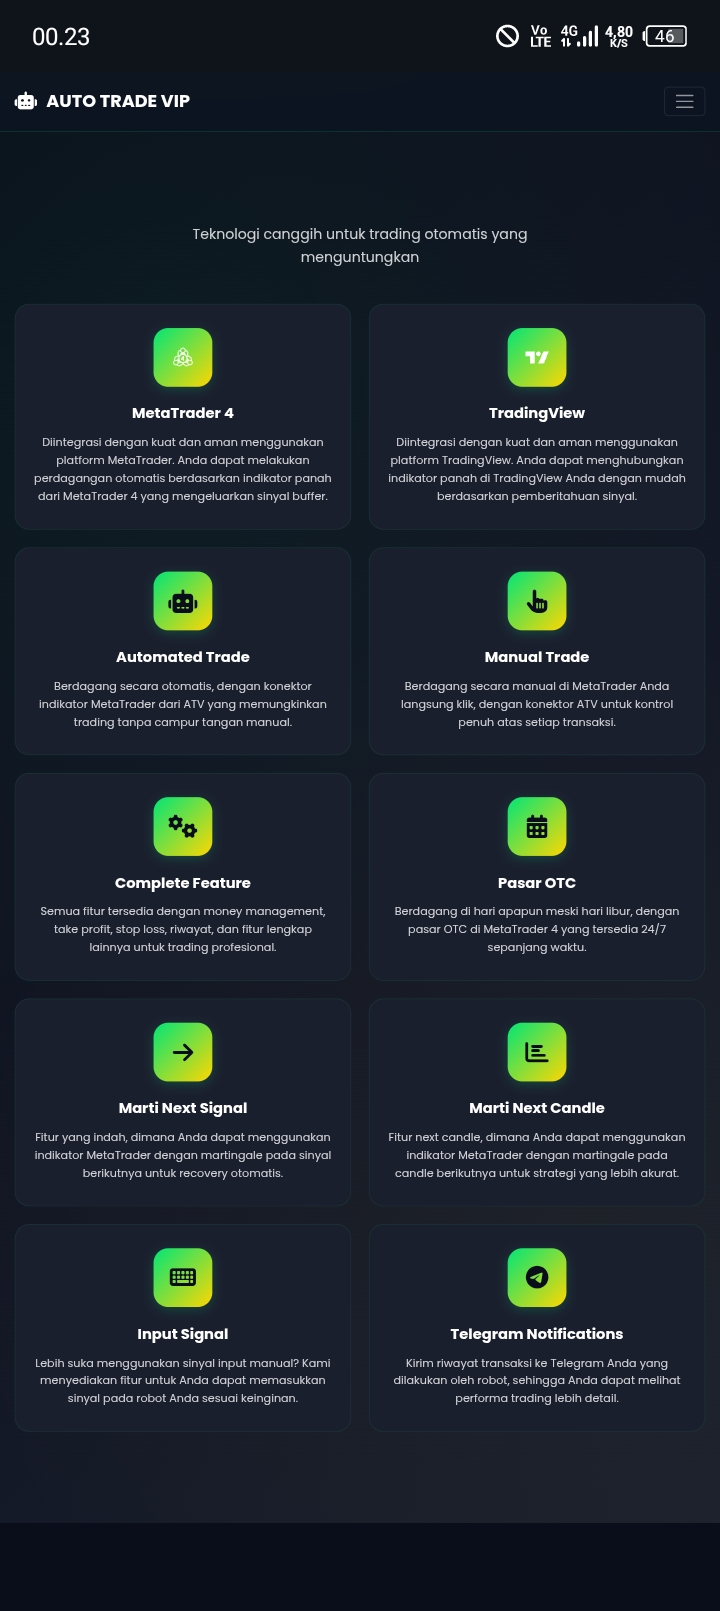 00.23
Vo LTE 4G 4,80 K/S 46
AUTO TRADE VIP
Teknologi canggih untuk trading otomatis yang
menguntungkan
MetaTrader 4
Diintegrasi dengan kuat dan aman menggunakan
platform MetaTrader. Anda dapat melakukan
perdagangan otomatis berdasarkan indikator panah
dari MetaTrader 4 yang mengeluarkan sinyal buffer.
TradingView
Diintegrasi dengan kuat dan aman menggunakan
platform TradingView. Anda dapat menghubungkan
indikator panah di TradingView Anda dengan mudah
berdasarkan pemberitahuan sinyal.
Automated Trade
Berdagang secara otomatis, dengan konektor
indikator MetaTrader dari ATV yang memungkinkan
trading tanpa campur tangan manual.
Manual Trade
Berdagang secara manual di MetaTrader Anda
langsung klik, dengan konektor ATV untuk kontrol
penuh atas setiap transaksi.
Complete Feature
Semua fitur tersedia dengan money management,
take profit, stop loss, riwayat, dan fitur lengkap
lainnya untuk trading profesional.
Pasar OTC
Berdagang di hari apapun meski hari libur, dengan
pasar OTC di MetaTrader 4 yang tersedia 24/7
sepanjang waktu.
Marti Next Signal
Fitur yang indah, dimana Anda dapat menggunakan
indikator MetaTrader dengan martingale pada sinyal
berikutnya untuk recovery otomatis.
Marti Next Candle
Fitur next candle, dimana Anda dapat menggunakan
indikator MetaTrader dengan martingale pada
candle berikutnya untuk strategi yang lebih akurat.
Input Signal
Lebih suka menggunakan sinyal input manual? Kami
menyediakan fitur untuk Anda dapat memasukkan
sinyal pada robot Anda sesuai keinginan.
Telegram Notifications
Kirim riwayat transaksi ke Telegram Anda yang
dilakukan oleh robot, sehingga Anda dapat melihat
performa trading lebih detail.